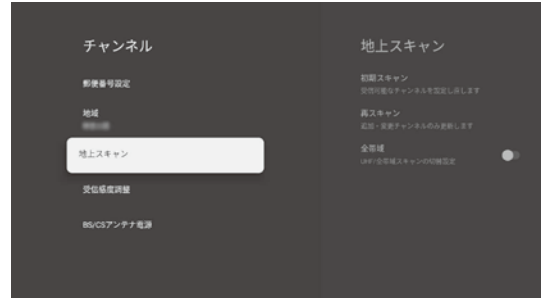 チャンネル
郵便番号設定
地域
地上スキャン
受信感度調整
BS/CSアンテナ電源
地上スキャン
初期スキャン
受信可能なチャンネルを設定し直します
再スキャン
追加・変更チャンネルのみ更新します
全帯域
UHF/全帯域スキャンの切替設定